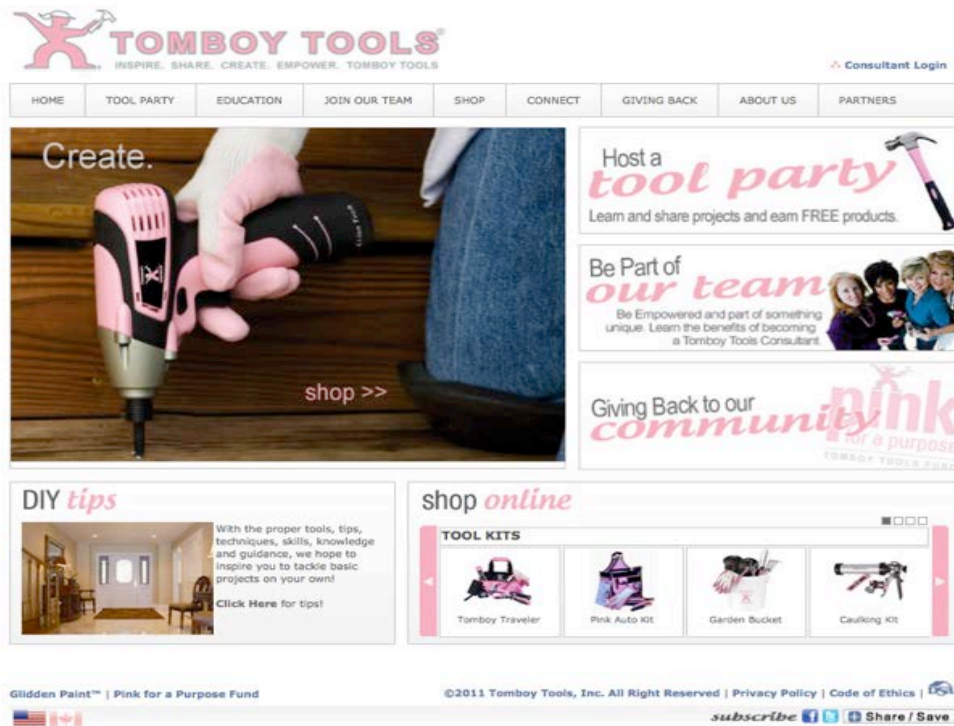 TOMBOY TOOLS®
INSPIRE. SHARE. CREATE. EMPOWER. TOMBOY TOOLS
Consultant Login
HOME TOOL PARTY EDUCATION JOIN OUR TEAM SHOP CONNECT GIVING BACK ABOUT US PARTNERS
Create.
shop >>
Host a
tool party
Learn and share projects and earn FREE products.
Be Part of
our team
Be Empowered and part of something
unique. Learn the benefits of becoming
a Tomboy Tools Consultant.
Giving Back to our
community
pink
for a purpose
TOMBOY TOOLS FUND
DIY tips
With the proper tools, tips,
techniques, skills, knowledge
and guidance, we hope to
inspire you to tackle basic
projects on your own!
Click Here for tips!
shop online
TOOL KITS
Tomboy Traveler
Pink Auto Kit
Garden Bucket
Caulking Kit
Glidden Paint™ | Pink for a Purpose Fund
©2011 Tomboy Tools, Inc. All Right Reserved | Privacy Policy | Code of Ethics |
subscribe
Share / Save